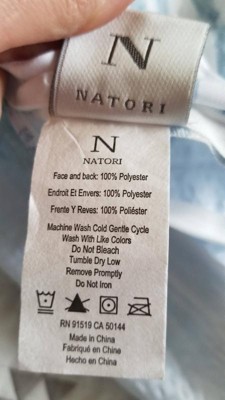 N
NATORI
N
NATORI
Face and back: 100% Polyester
Endroit Et Envers: 100% Polyester
Frente Y Reves: 100% Poliéster
Machine Wash Cold Gentle Cycle
Wash With Like Colors
Do Not Bleach
Tumble Dry Low
Remove Promptly
Do Not Iron
RN 91519 CA 50144
Made in China
Fabriqué en Chine
Hecho en China